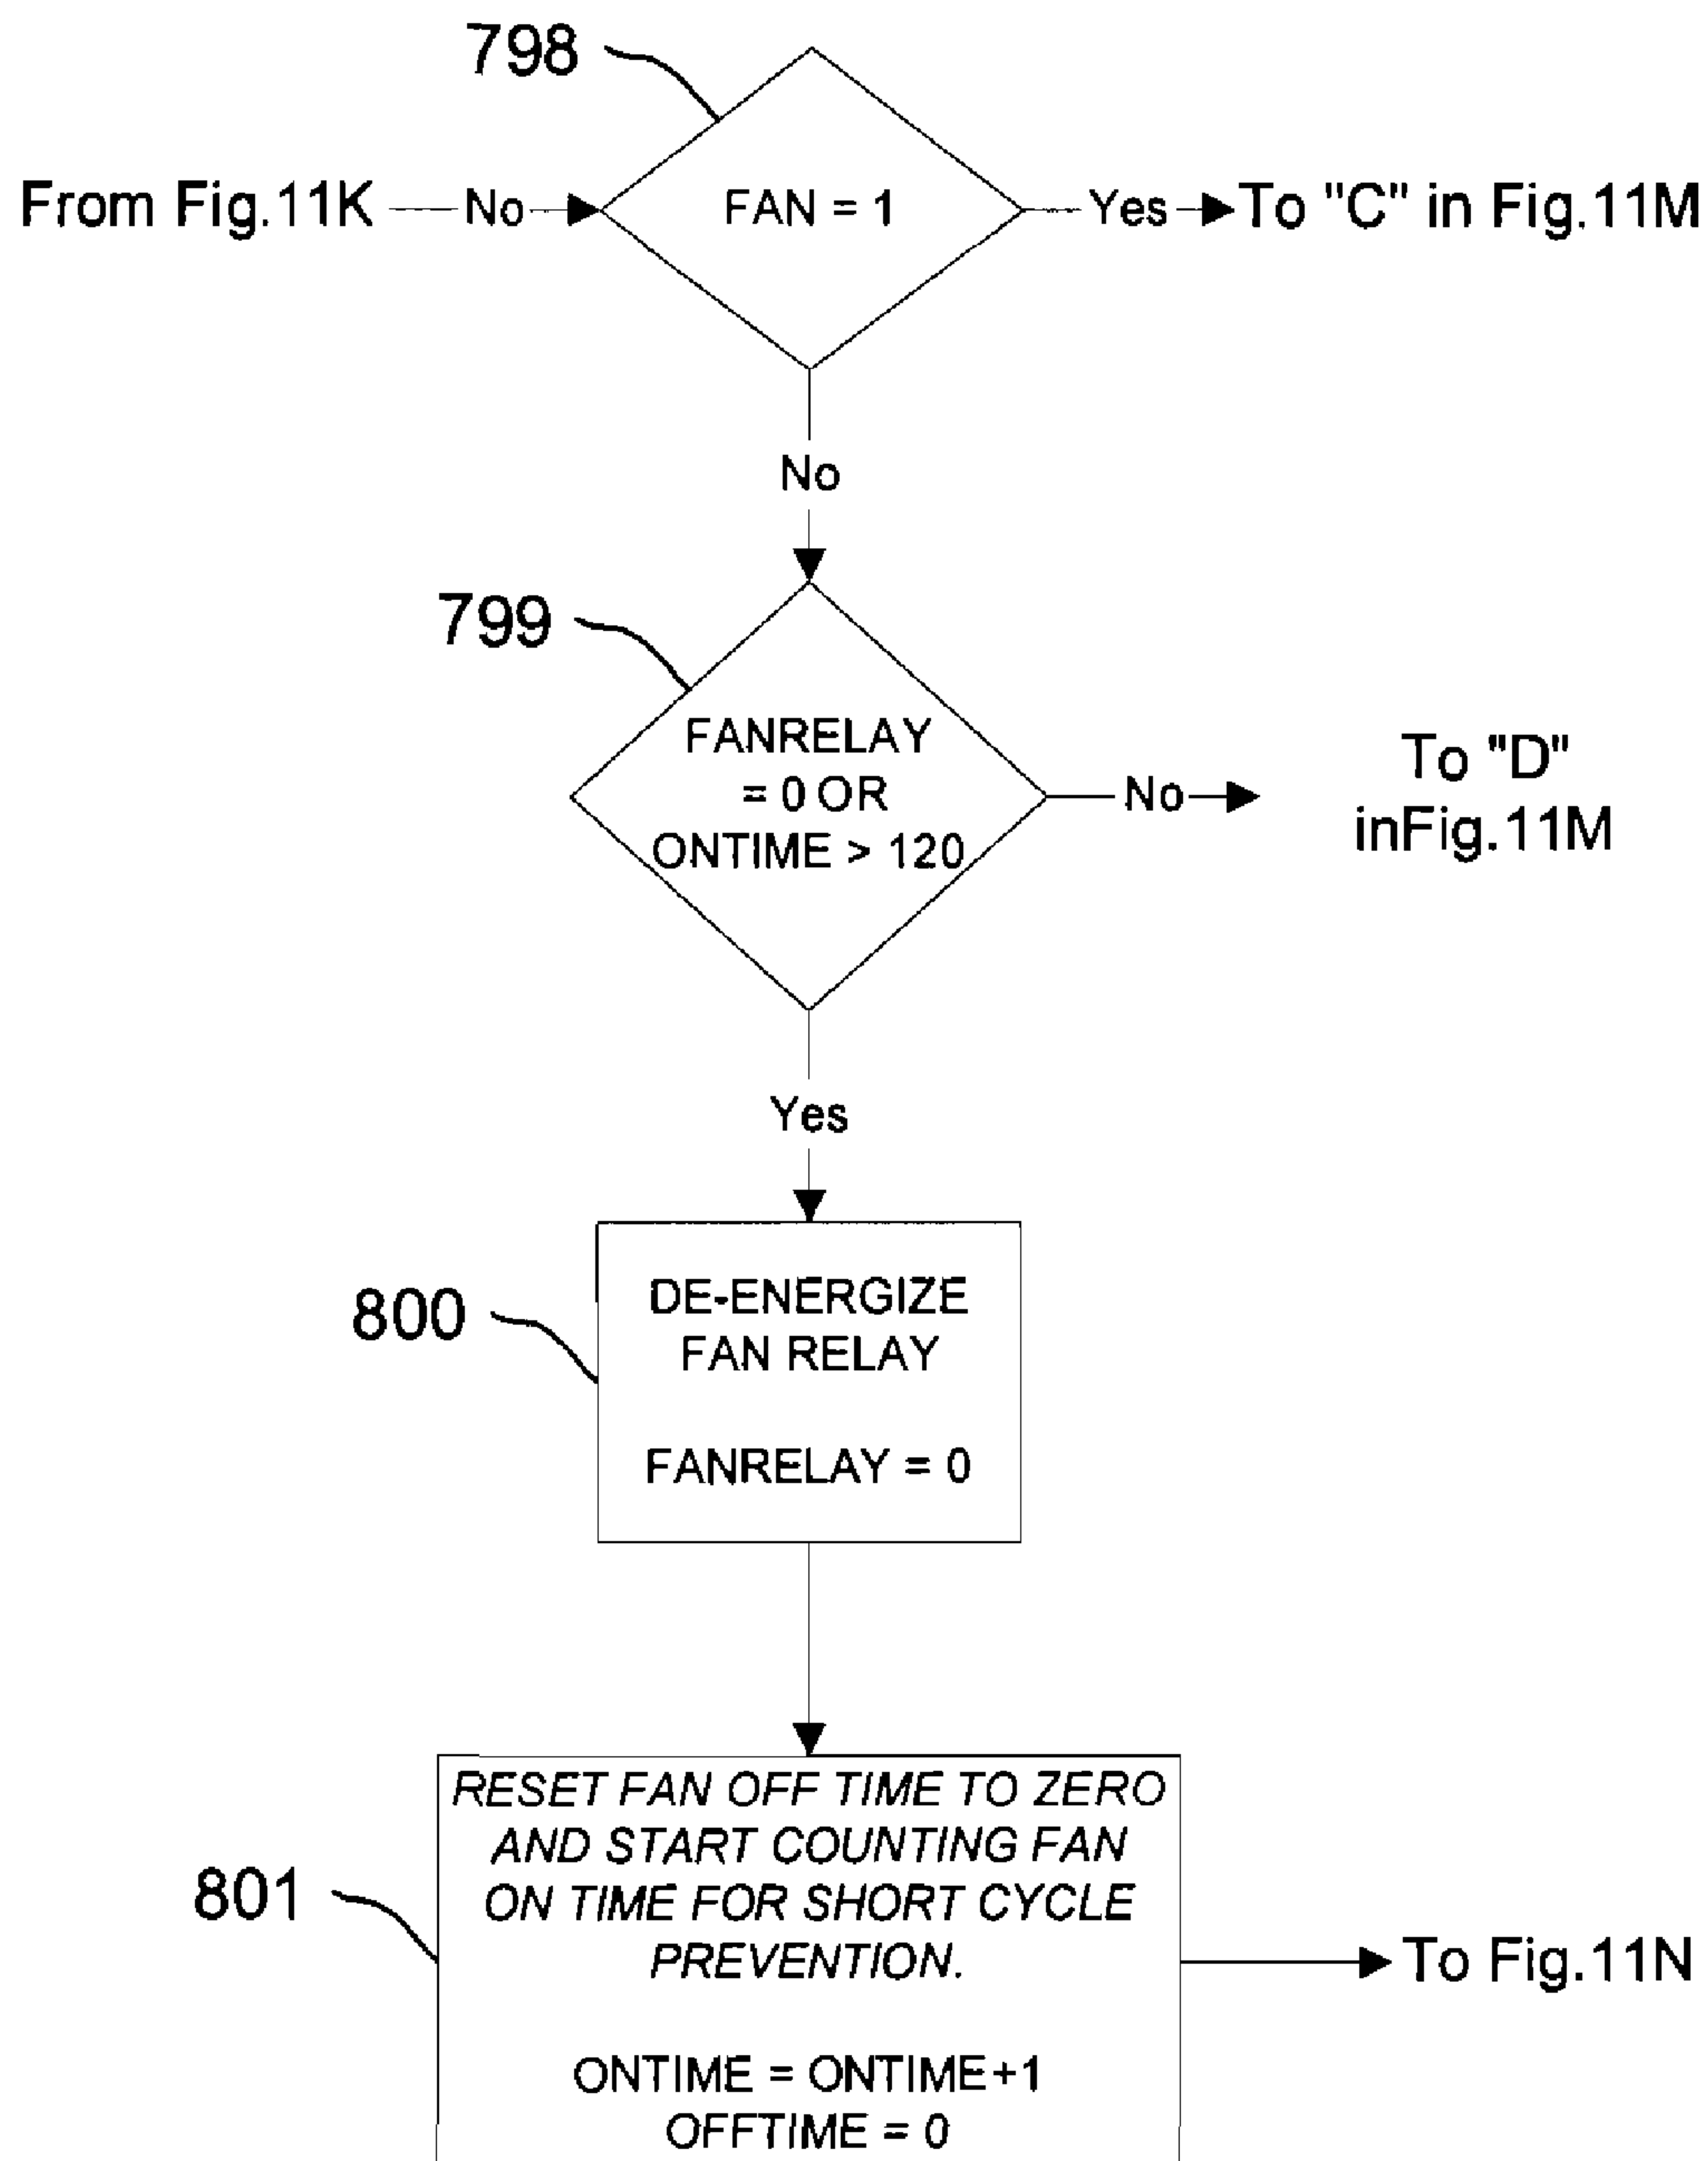 798
From Fig.11K
No
FAN = 1
Yes
To "C" in Fig.11M
No
799
FANRELAY
= 0 OR
ONTIME > 120
No
To "D"
inFig.11M
Yes
800
DE-ENERGIZE
FAN RELAY
FANRELAY = 0
801
RESET FAN OFF TIME TO ZERO
AND START COUNTING FAN
ON TIME FOR SHORT CYCLE
PREVENTION.
ONTIME = ONTIME+1
OFFTIME = 0
To Fig.11N